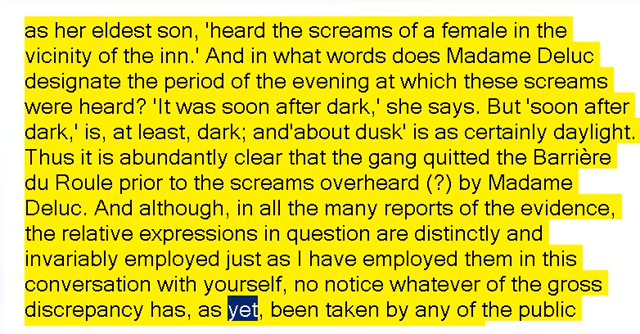 as her eldest son, 'heard the screams of a female in the
vicinity of the inn.' And in what words does Madame Deluc
designate the period of the evening at which these screams
were heard? 'It was soon after dark,' she says. But 'soon after
dark,' is, at least, dark; and'about dusk' is as certainly daylight.
Thus it is abundantly clear that the gang quitted the Barrière
du Roule prior to the screams overheard (?) by Madame
Deluc. And although, in all the many reports of the evidence,
the relative expressions in question are distinctly and
invariably employed just as I have employed them in this
conversation with yourself, no notice whatever of the gross
discrepancy has, as yet, been taken by any of the public